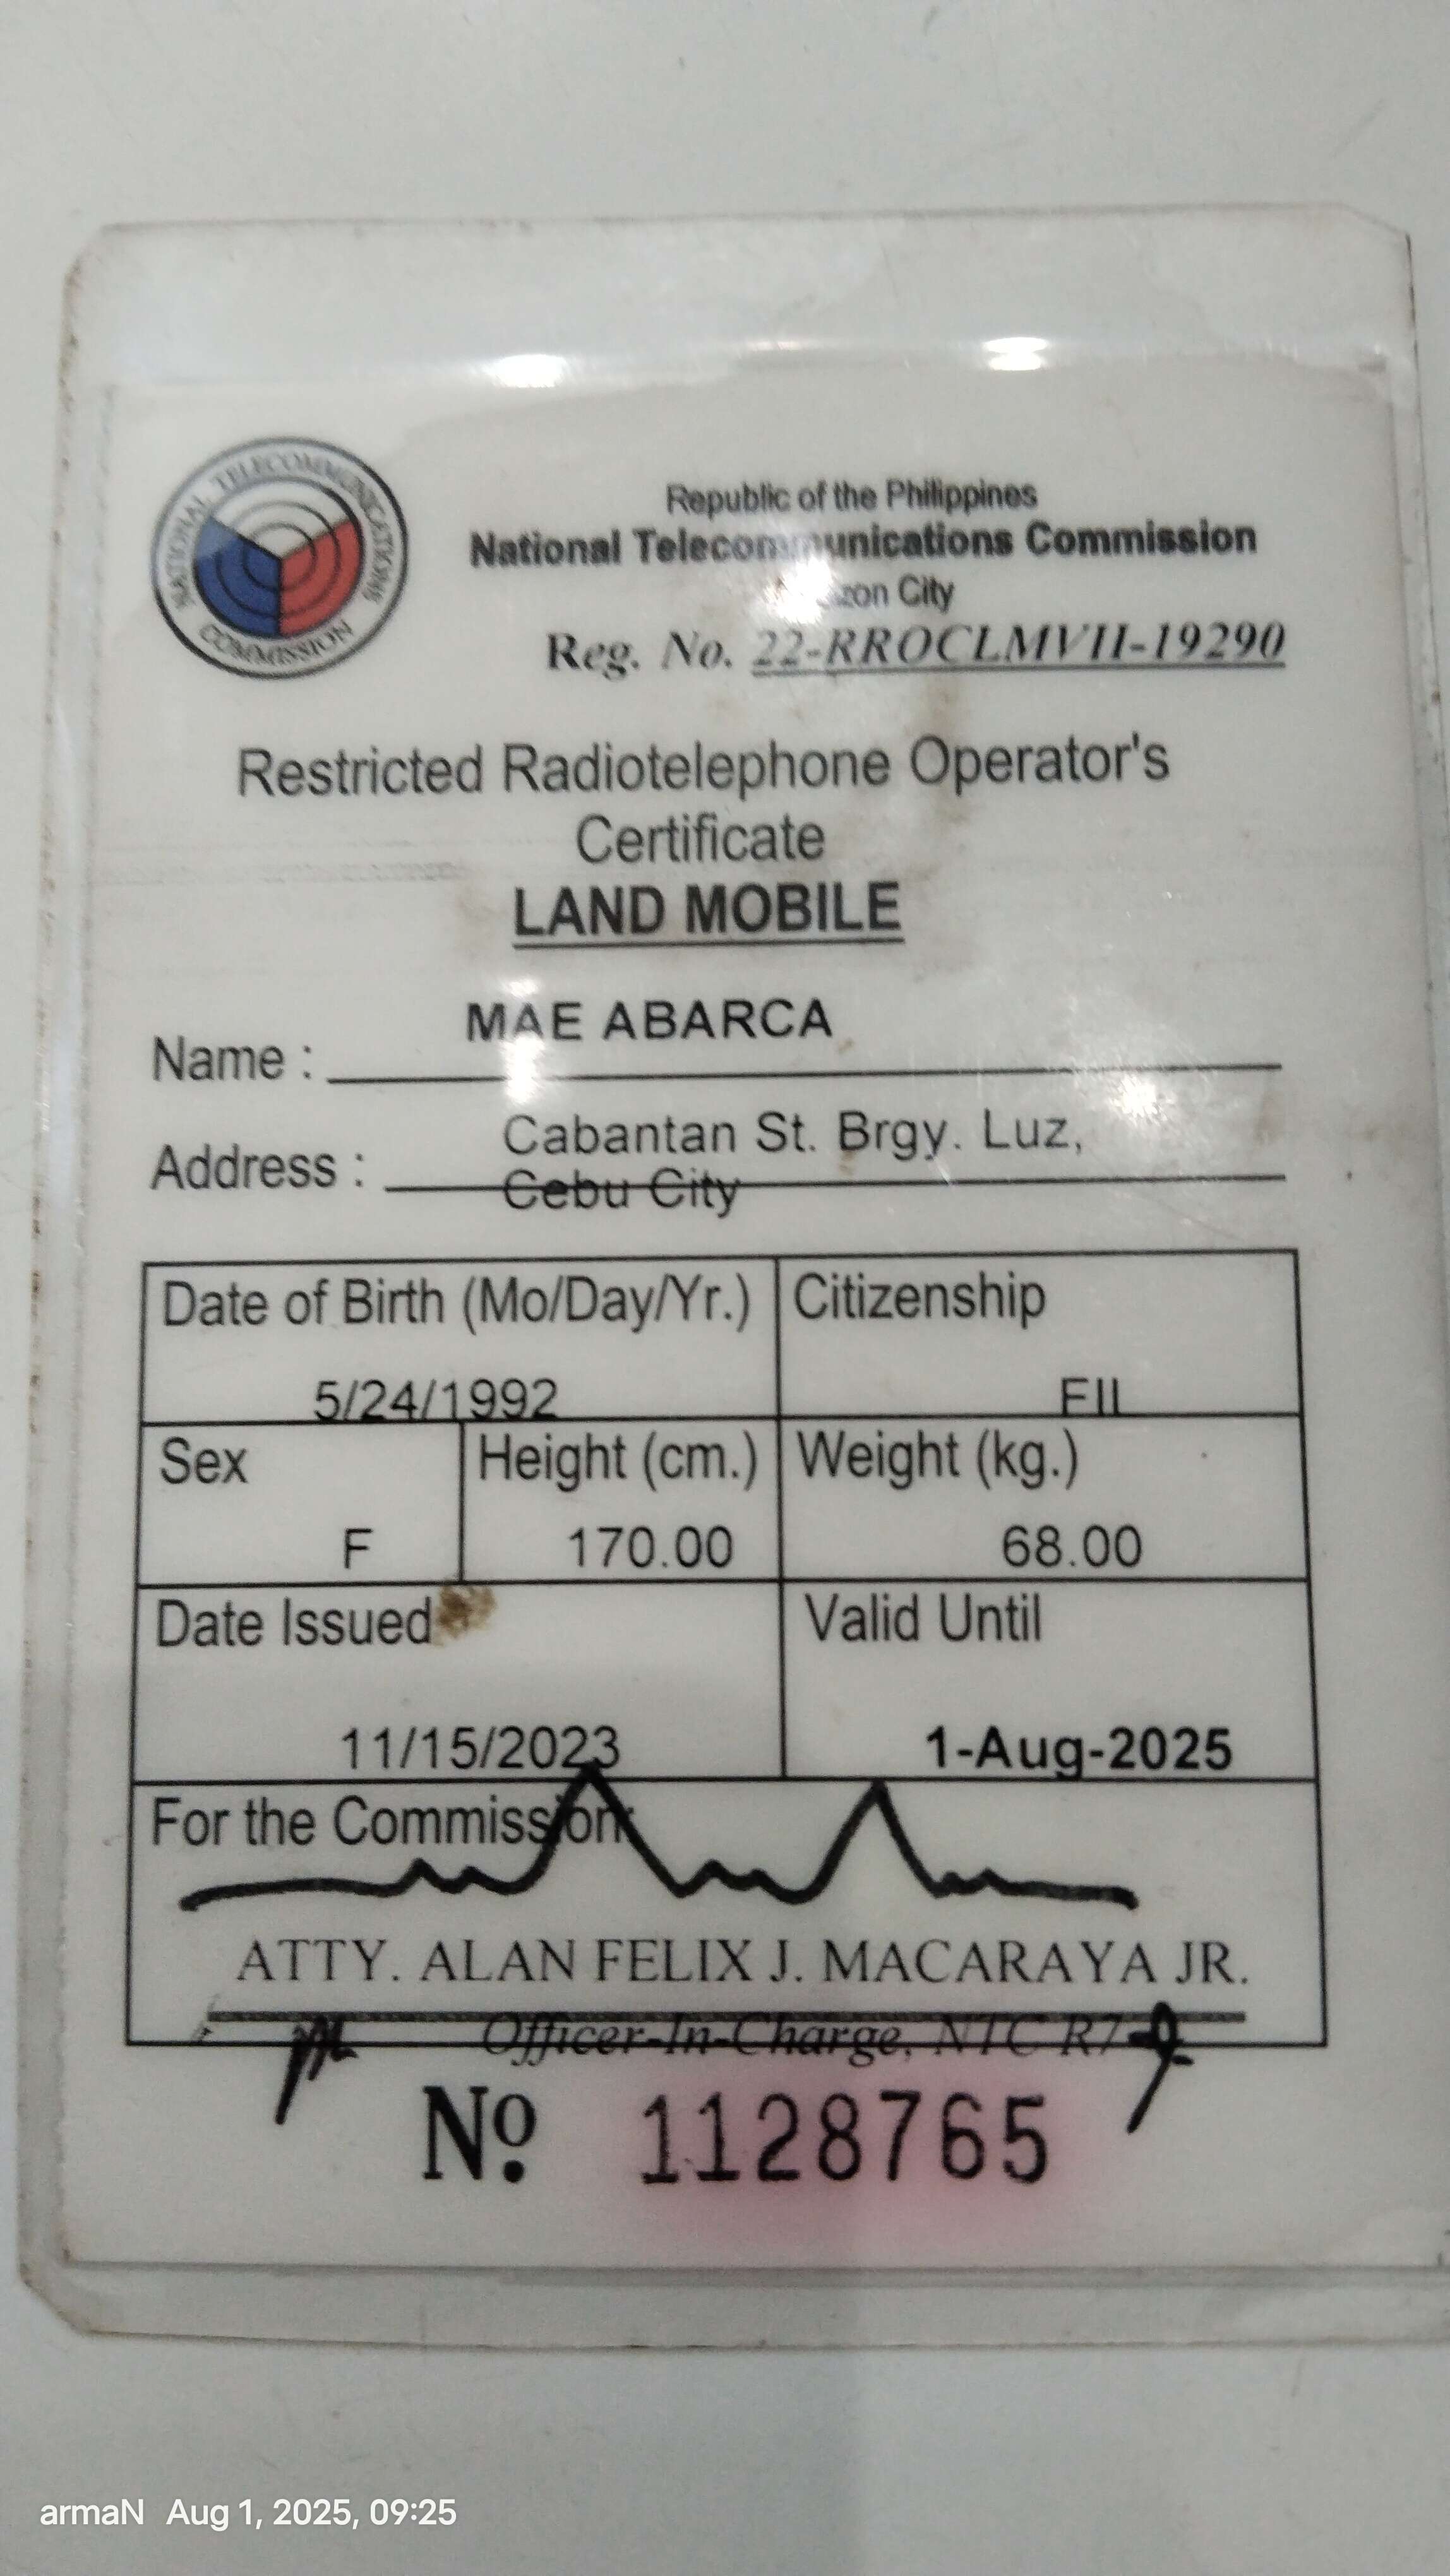 NATIONAL TELECOMMUNICATIONS COMMISSION
Republic of the Philippines
National Telecommunications Commission
City
Reg. No. 22-RROCLMVII-19290
Restricted Radiotelephone Operator's
Certificate
LAND MOBILE
Name : MAE ABARCA
Address : Cabantan St. Brgy. Luz,
Cebu City
Date of Birth (Mo/Day/Yr.) Citizenship
5/24/1992 FIL
Sex Height (cm.) Weight (kg.)
F 170.00 68.00
Date Issued Valid Until
11/15/2023 1-Aug-2025
For the Commission:
ATTY. ALAN FELIX J. MACARAYA JR.
Officer-In-Charge, NTC R7
Nº 1128765
armaN Aug 1, 2025, 09:25